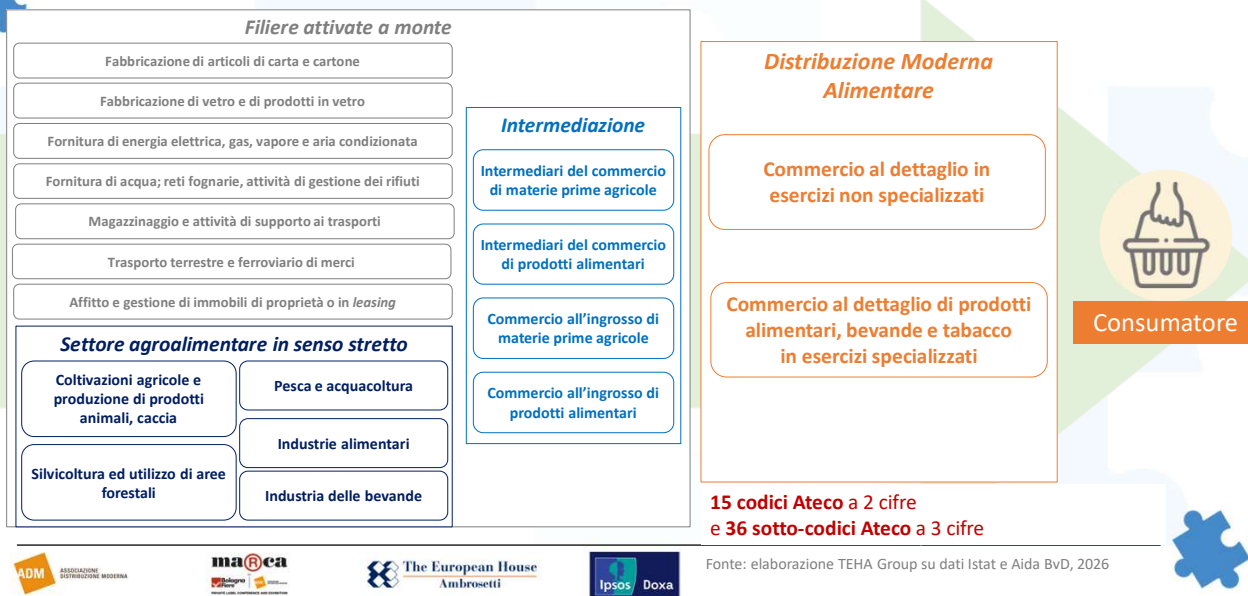 Filiere attivate a monte
Fabbricazione di articoli di carta e cartone
Fabbricazione di vetro e di prodotti in vetro
Fornitura di energia elettrica, gas, vapore e aria condizionata
Fornitura di acqua; reti fognarie, attività di gestione dei rifiuti
Magazzinaggio e attività di supporto ai trasporti
Trasporto terrestre e ferroviario di merci
Affitto e gestione di immobili di proprietà o in leasing
Settore agroalimentare in senso stretto
Coltivazioni agricole e
produzione di prodotti
animali, caccia
Silvicoltura ed utilizzo di aree
forestali
Pesca e acquacoltura
Industrie alimentari
Industria delle bevande
Intermediazione
Intermediari del commercio
di materie prime agricole
Intermediari del commercio
di prodotti alimentari
Commercio all'ingrosso di
materie prime agricole
Commercio all'ingrosso di
prodotti alimentari
Distribuzione Moderna
Alimentare
Commercio al dettaglio in
esercizi non specializzati
Commercio al dettaglio di prodotti
alimentari, bevande e tabacco
in esercizi specializzati
Consumatore
15 codici Ateco a 2 cifre
e 36 sotto-codici Ateco a 3 cifre
ADM
ASSOCIAZIONE
DISTRIBUZIONE MODERNA
maRca
Bologna
Fiere
PRIVATE LABEL CONFERENCE AND EXHIBITION
The European House
Ambrosetti
Ipsos Doxa
Fonte: elaborazione TEHA Group su dati Istat e Aida BvD, 2026